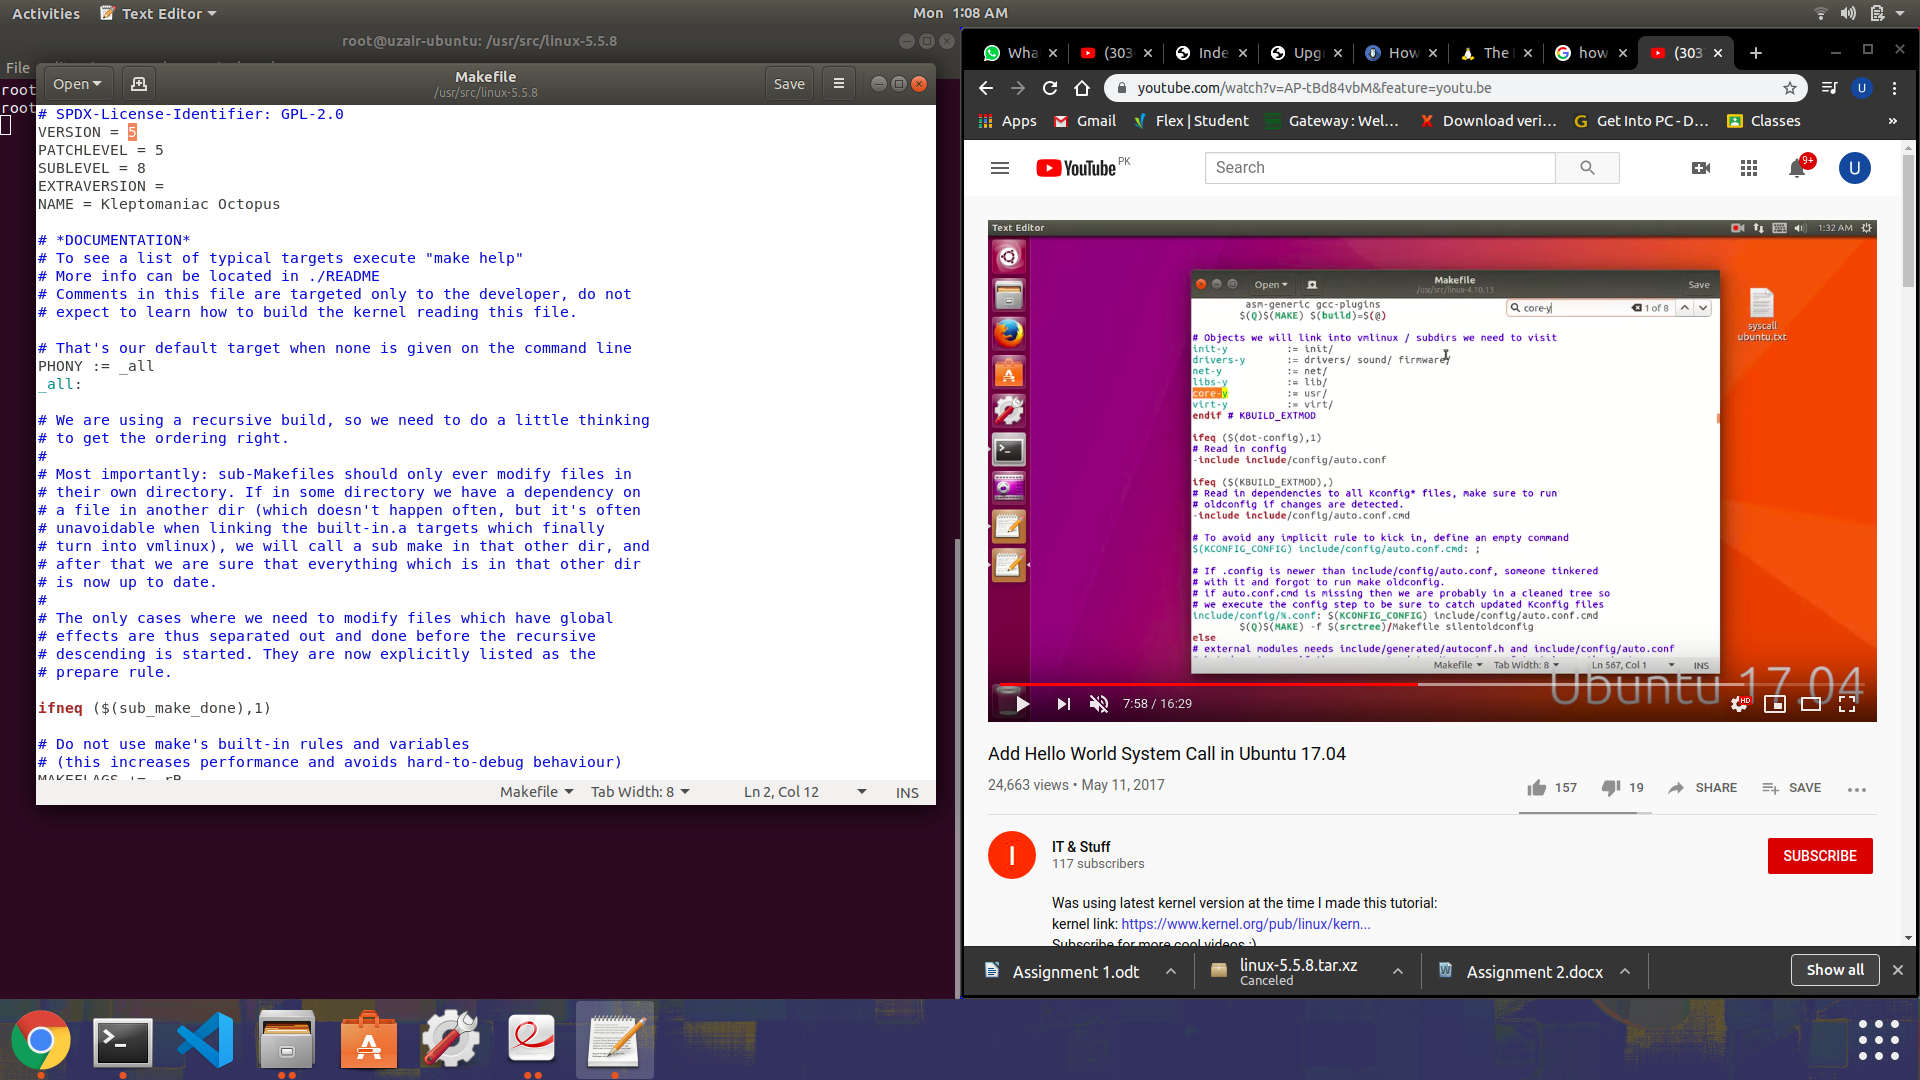 Activities
Text Editor
Mon 1:08 AM
root@uzair-ubuntu: /usr/src/linux-5.5.8
File
root
root
Open
Makefile
/usr/src/linux-5.5.8
Save
# SPDX-License-Identifier: GPL-2.0
VERSION = 5
PATCHLEVEL = 5
SUBLEVEL = 8
EXTRAVERSION =
NAME = Kleptomaniac Octopus
# *DOCUMENTATION*
# To see a list of typical targets execute "make help"
# More info can be located in ./README
# Comments in this file are targeted only to the developer, do not
# expect to learn how to build the kernel reading this file.
# That's our default target when none is given on the command line
PHONY := _all
_all:
# We are using a recursive build, so we need to do a little thinking
# to get the ordering right.
#
# Most importantly: sub-Makefiles should only ever modify files in
# their own directory. If in some directory we have a dependency on
# a file in another dir (which doesn't happen often, but it's often
# unavoidable when linking the built-in.a targets which finally
# turn into vmlinux), we will call a sub make in that other dir, and
# after that we are sure that everything which is in that other dir
# is now up to date.
#
# The only cases where we need to modify files which have global
# effects are thus separated out and done before the recursive
# descending is started. They are now explicitly listed as the
# prepare rule.
ifneq ($(sub_make_done),1)
# Do not use make's built-in rules and variables
# (this increases performance and avoids hard-to-debug behaviour)
MAKEFLAGS += -rR
Makefile
Tab Width: 8
Ln 2, Col 12
INS
Wha
(303
Inde
Upg
How
The
how
(303
youtube.com/watch?v=AP-tBd84vbM&feature=youtu.be
U
Apps
Gmail
Flex | Student
Gateway : Wel...
Download veri...
Get Into PC - D...
Classes
»
YouTube PK
Search
9+
U
Text Editor
1:32 AM
Open
Makefile
/usr/src/linux-4.10.13
Save
core-y
1 of 8
asm-generic gcc-plugins
$(Q)$(MAKE) $(build)=$(@)
# Objects we will link into vmlinux / subdirs we need to visit
init-y := init/
drivers-y := drivers/ sound/ firmware/
net-y := net/
libs-y := lib/
core-y := usr/
virt-y := virt/
endif # KBUILD_EXTMOD
ifeq ($(dot-config),1)
# Read in config
-include include/config/auto.conf
ifeq ($(KBUILD_EXTMOD),)
# Read in dependencies to all Kconfig* files, make sure to run
# oldconfig if changes are detected.
-include include/config/auto.conf.cmd
# To avoid any implicit rule to kick in, define an empty command
$(KCONFIG_CONFIG) include/config/auto.conf.cmd: ;
# If .config is newer than include/config/auto.conf, someone tinkered
# with it and forgot to run make oldconfig.
# if auto.conf.cmd is missing then we are probably in a cleaned tree so
# we execute the config step to be sure to catch updated Kconfig files
include/config/%.conf: $(KCONFIG_CONFIG) include/config/auto.conf.cmd
$(Q)$(MAKE) -f $(srctree)/Makefile silentoldconfig
else
# external modules needs include/generated/autoconf.h and include/config/auto.conf
Makefile
Tab Width: 8
Ln 567, Col 1
INS
syscall
ubuntu.txt
Ubuntu 17.04
7:58 / 16:29
HD
Add Hello World System Call in Ubuntu 17.04
24,663 views • May 11, 2017
157
19
SHARE
SAVE
I
IT & Stuff
117 subscribers
SUBSCRIBE
Was using latest kernel version at the time I made this tutorial:
kernel link: https://www.kernel.org/pub/linux/kern...
Subscribe for more cool videos :)
Assignment 1.odt
linux-5.5.8.tar.xz
Canceled
Assignment 2.docx
Show all